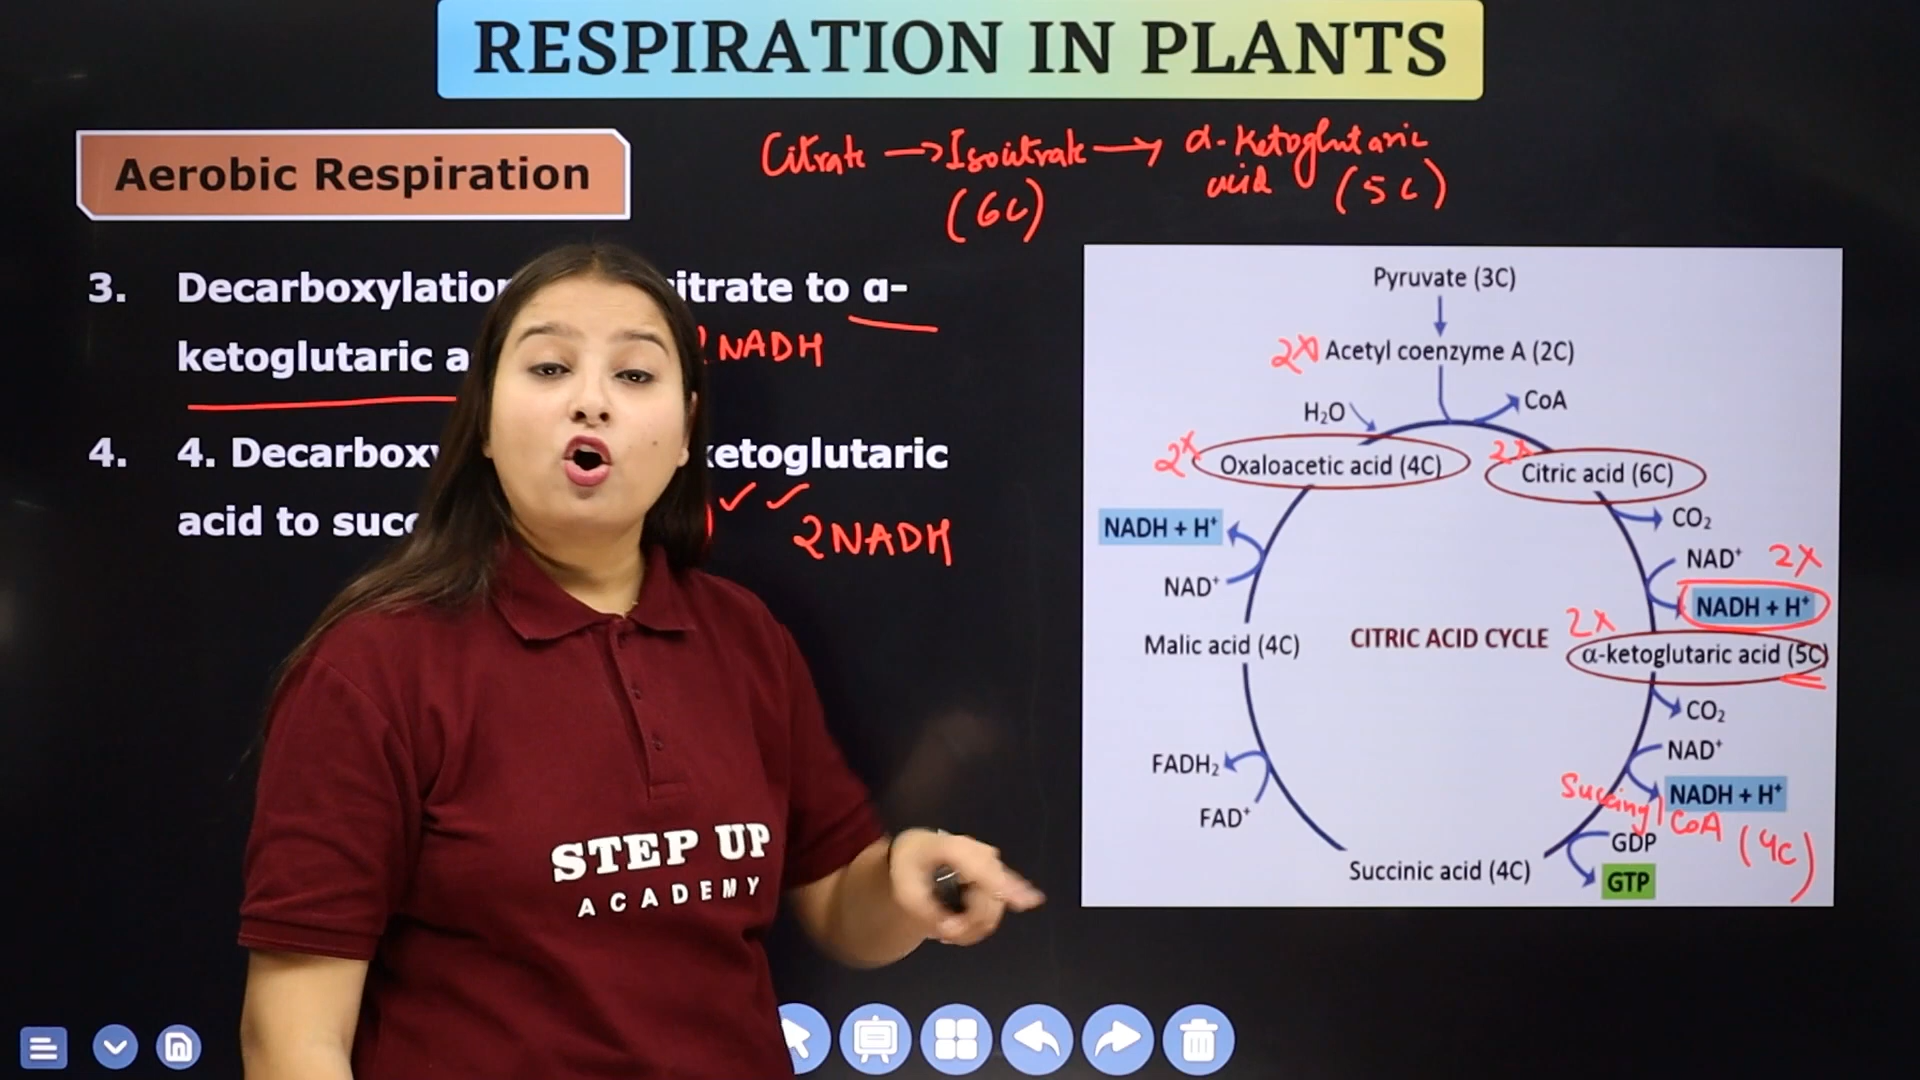 RESPIRATION IN PLANTS
Aerobic Respiration
Citrate → Isocitrate → α-Ketoglutaric
acid (5C)
(6C)
3. Decarboxylation itrate to α-
ketoglutaric a
2 NADH
4. 4. Decarboxy ketoglutaric
acid to succ
2NADH
Pyruvate (3C)
2X Acetyl coenzyme A (2C)
H₂O
CoA
2X Oxaloacetic acid (4C)
2X Citric acid (6C)
CO₂
NADH + H⁺
NAD⁺
NAD⁺ 2X
NADH + H⁺
2X
Malic acid (4C)
CITRIC ACID CYCLE
α-ketoglutaric acid (5C)
CO₂
NAD⁺
FADH₂
FAD⁺
NADH + H⁺
Succinyl CoA (4C)
GDP
GTP
Succinic acid (4C)
STEP UP
ACADEMY